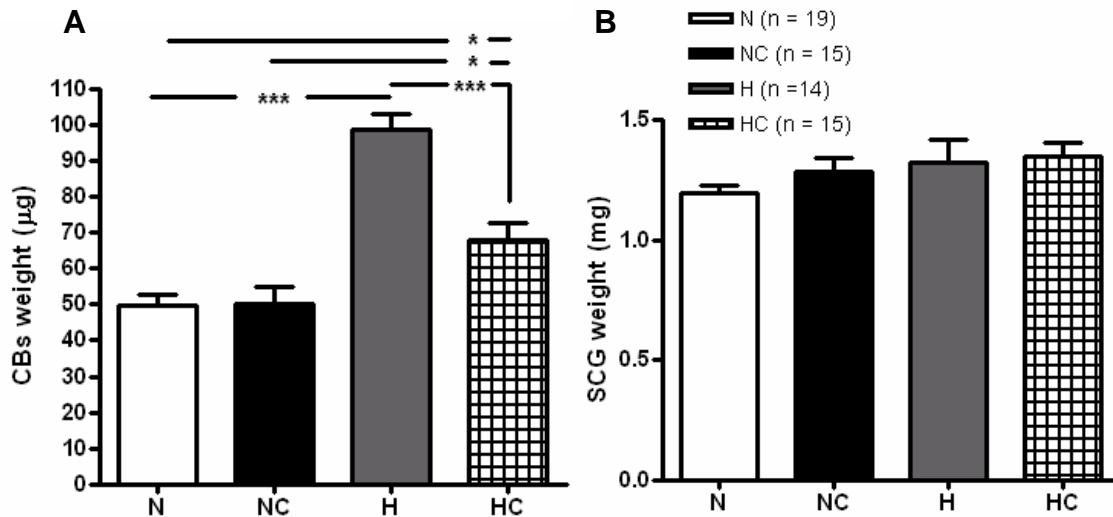 A
*
*
***
***
110
100
90
80
70
60
50
40
30
20
10
0
CBs weight (μg)
N NC H HC
B
N (n = 19)
NC (n = 15)
H (n =14)
HC (n = 15)
1.5
1.0
0.5
0.0
SCG weight (mg)
N NC H HC